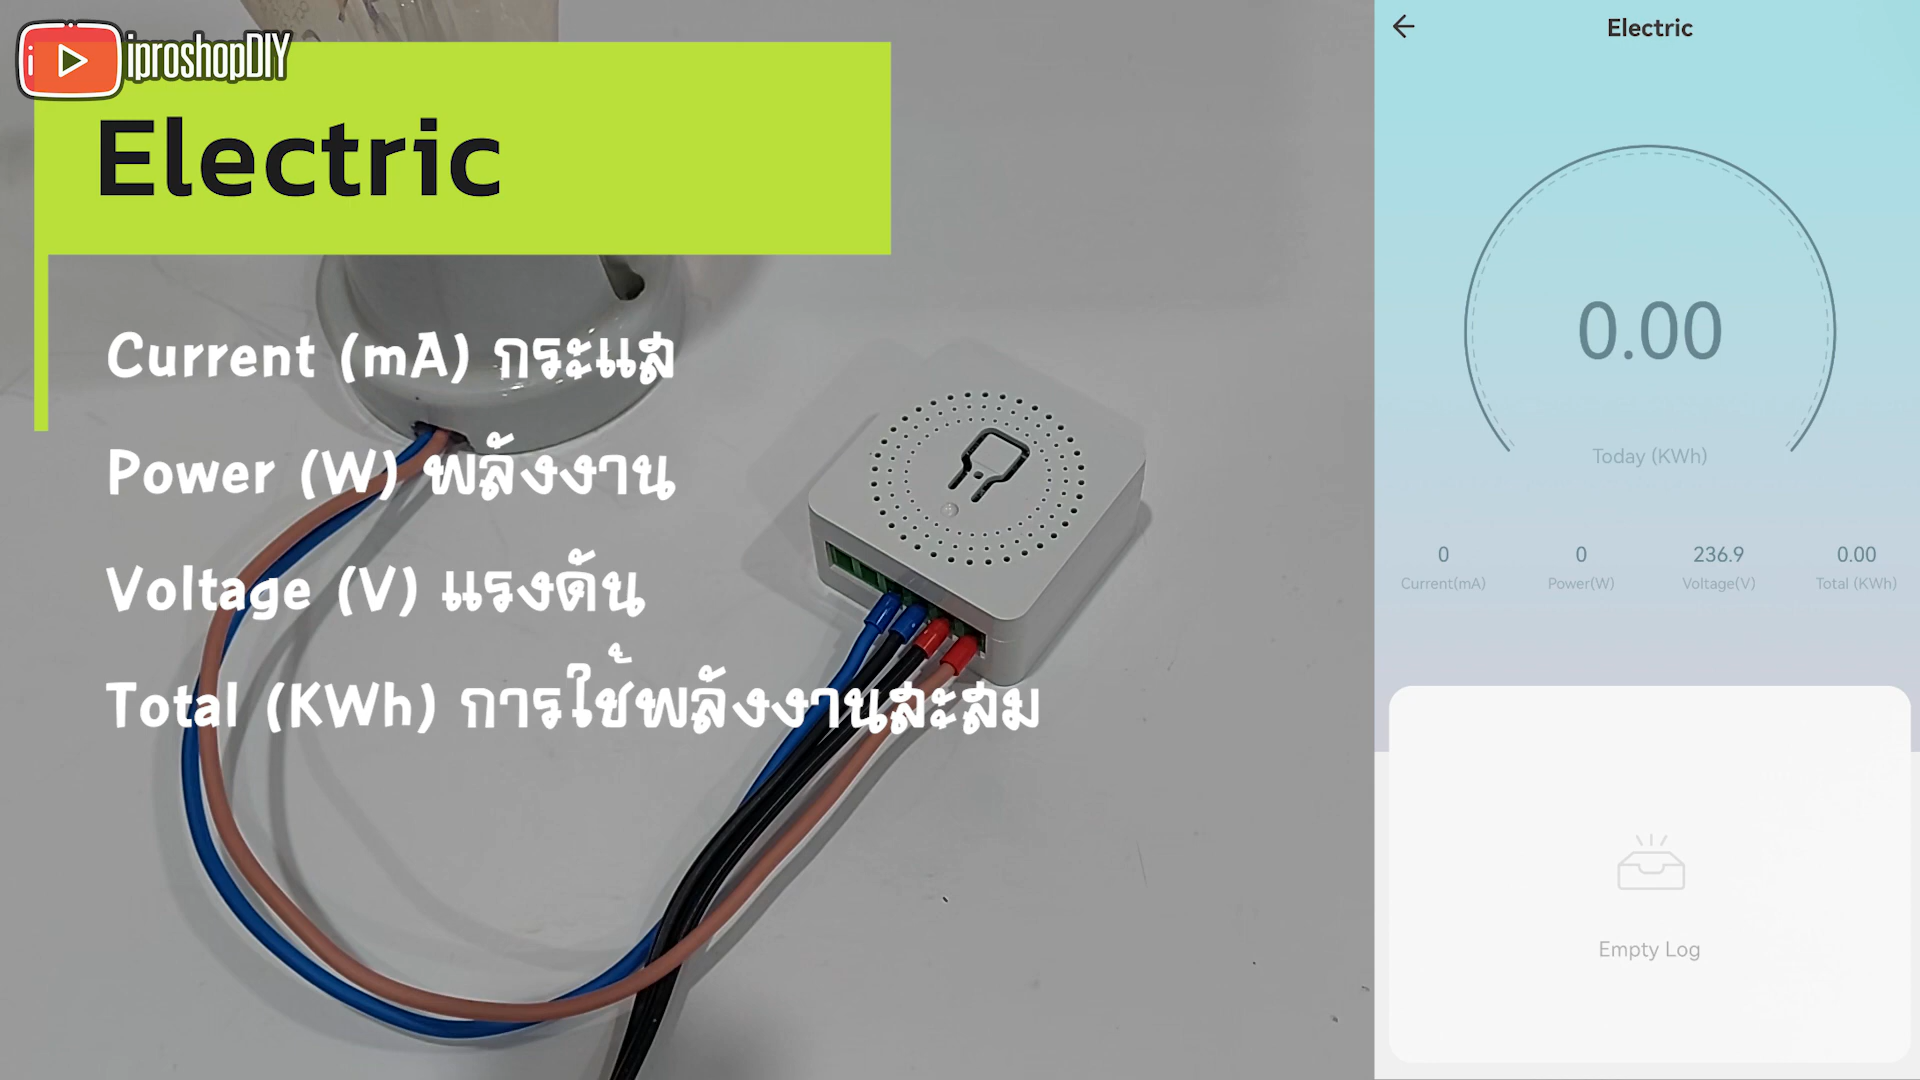 iproshopDIY
Electric
Current (mA) กระแส
Power (W) พลังงาน
Voltage (V) แรงดัน
Total (KWh) การใช้พลังงานสะสม
Electric
0.00
Today (KWh)
0 0 236.9 0.00
Current(mA) Power(W) Voltage(V) Total (KWh)
Empty Log